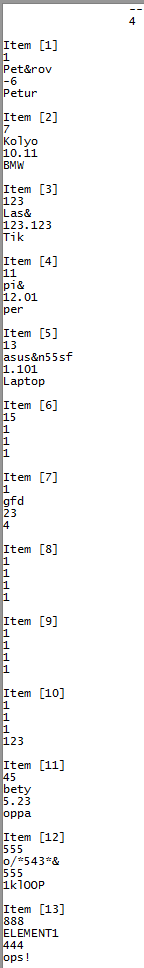 --
4
Item [1]
1
Pet&rov
-6
Petur
Item [2]
7
Kolyo
10.11
BMW
Item [3]
123
Las&
123.123
Tik
Item [4]
11
pi&
12.01
per
Item [5]
13
asus&n55sf
1.101
Laptop
Item [6]
15
1
1
1
Item [7]
1
gfd
23
4
Item [8]
1
1
1
1
Item [9]
1
1
1
1
Item [10]
1
1
1
123
Item [11]
45
bety
5.23
oppa
Item [12]
555
o/*543*&
555
1klOOP
Item [13]
888
ELEMENT1
444
ops!